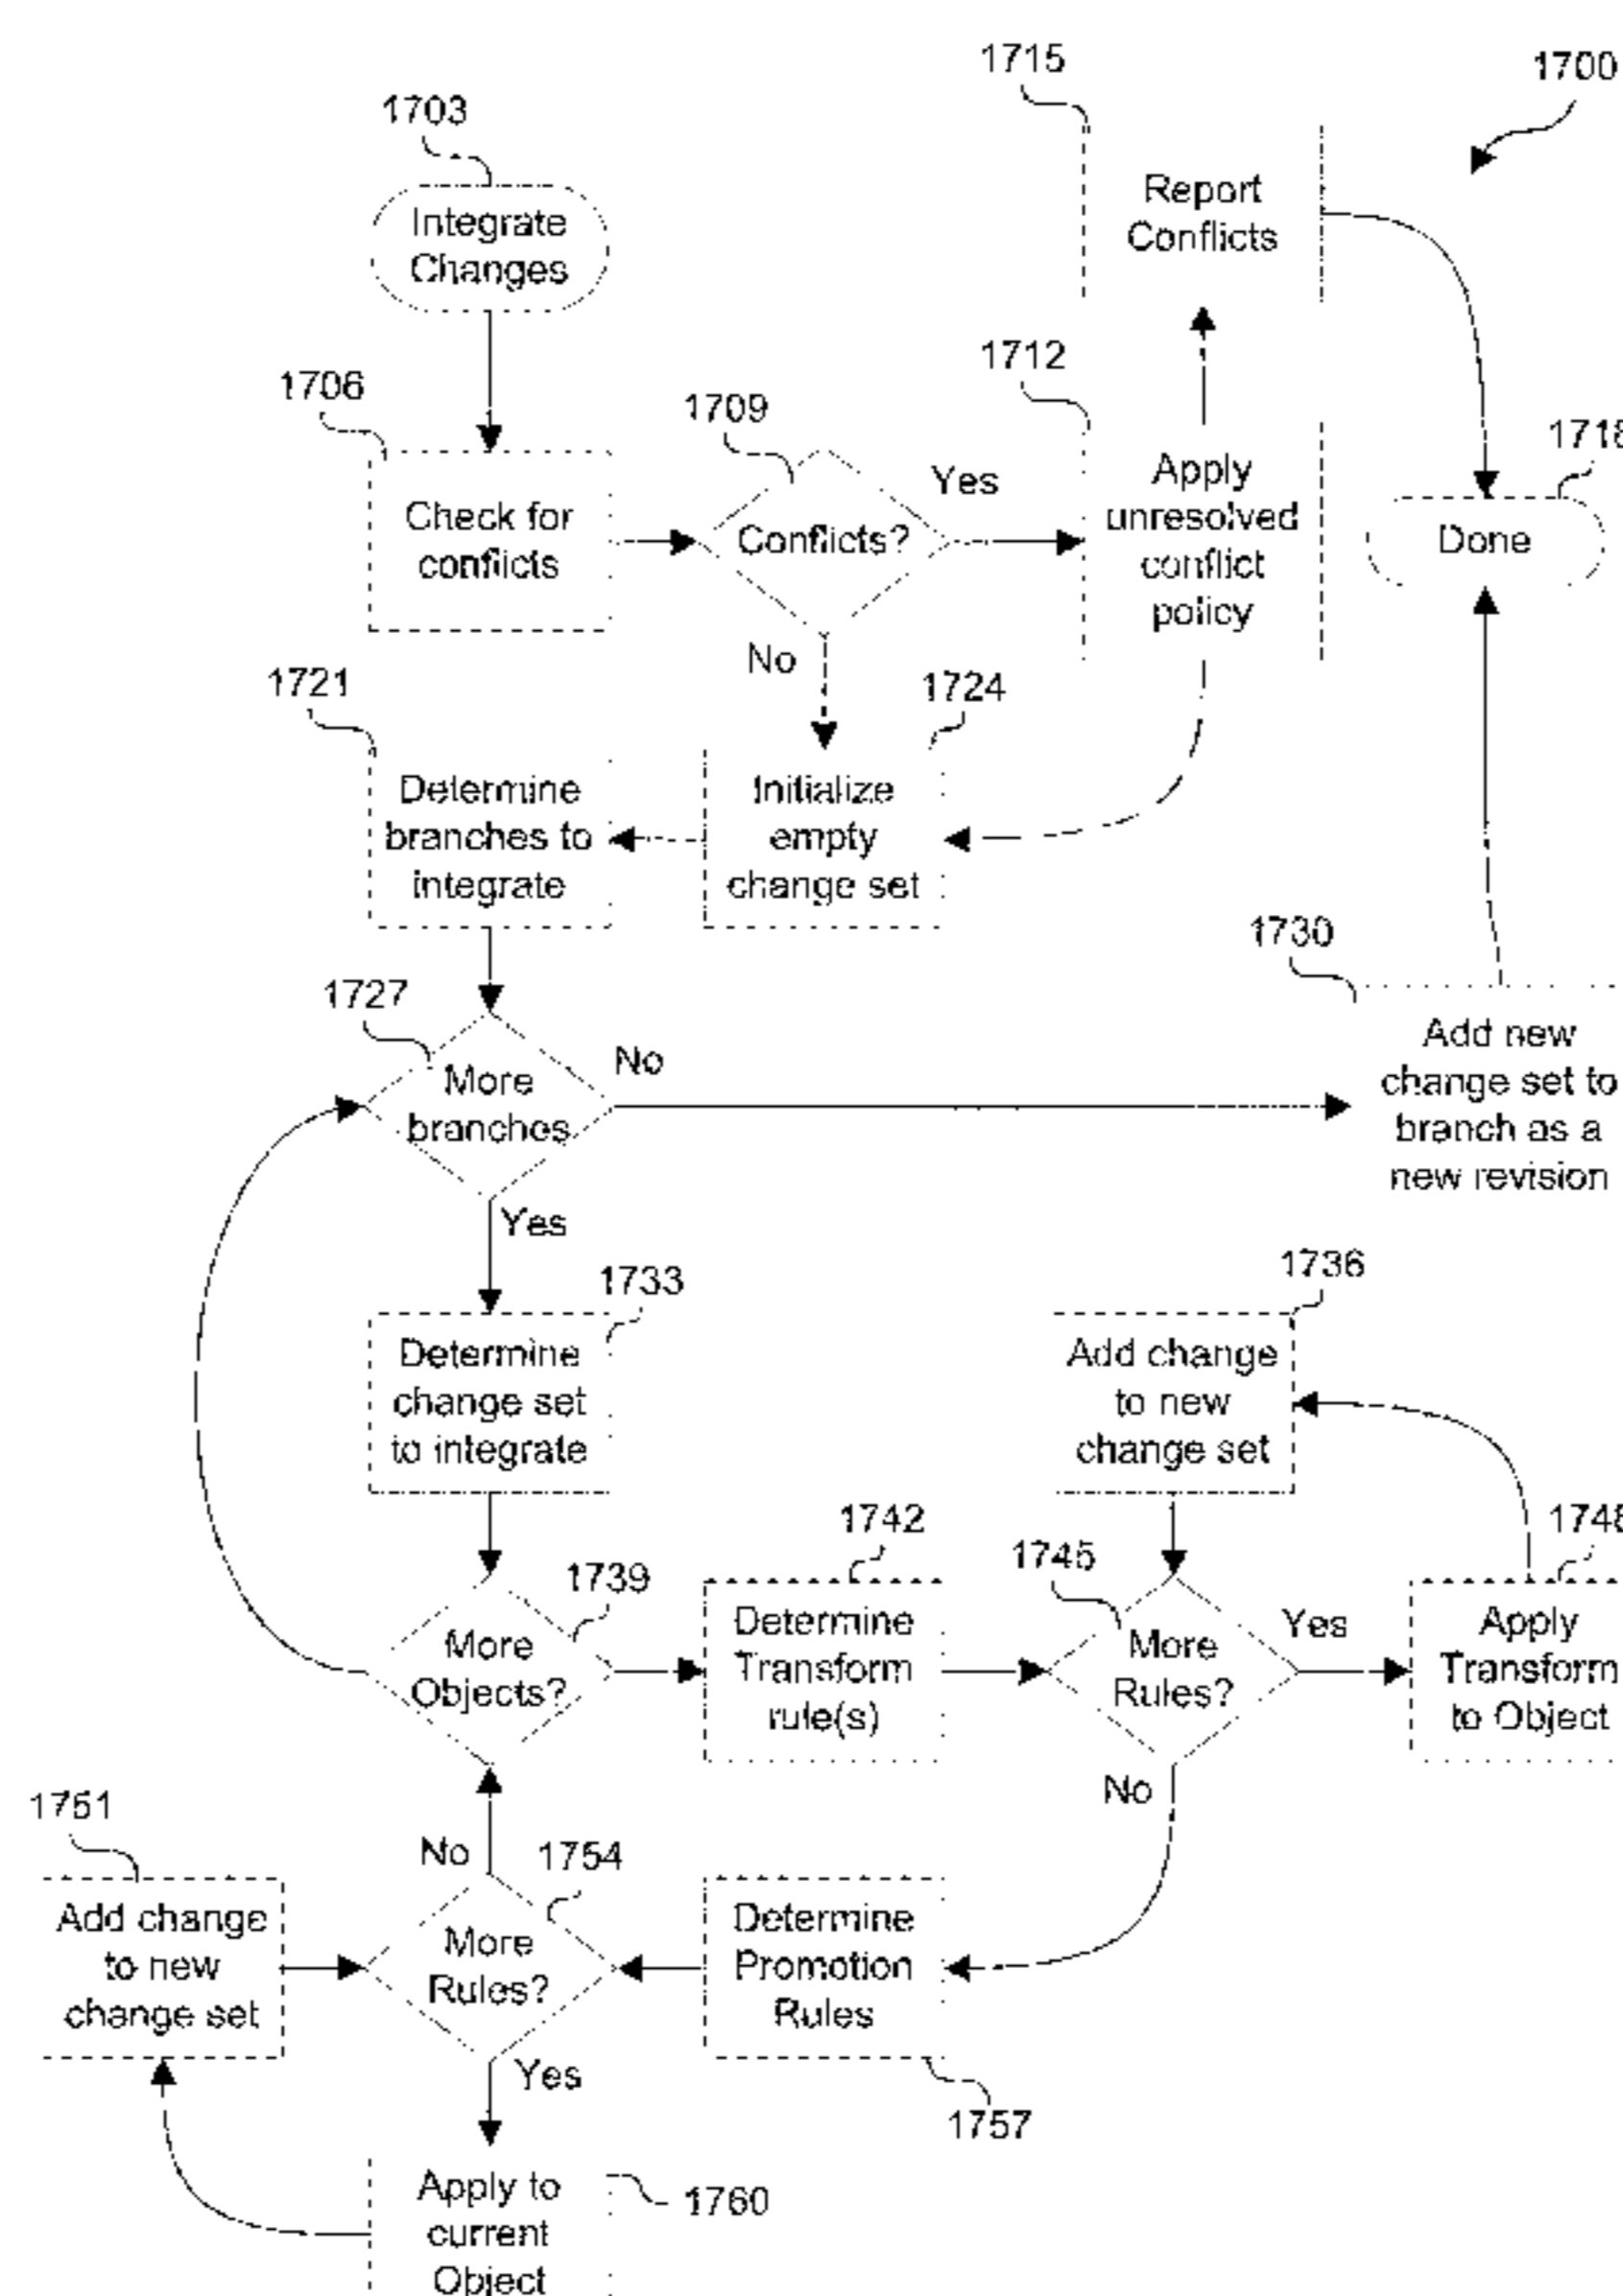 1715
1700
1703
Report
Conflicts
Integrate
Changes
1712
1706
1709
1718
Yes
Apply
unresolved
conflict
policy
Check for
conflicts
Conflicts?
Done
No
1721
1724
Determine
branches to
integrate
Initialize
empty
change set
1730
1727
No
More
branches
Add new
change set to
branch as a
new revision
Yes
1733
1736
Determine
change set
to integrate
Add change
to new
change set
1742
1748
1745
1739
More
Objects?
Determine
Transform
rule(s)
More
Rules?
Yes
Apply
Transform
to Object
No
1751
No
1754
Add change
to new
change set
More
Rules?
Determine
Promotion
Rules
Yes
1757
Apply to
current
Object
1760